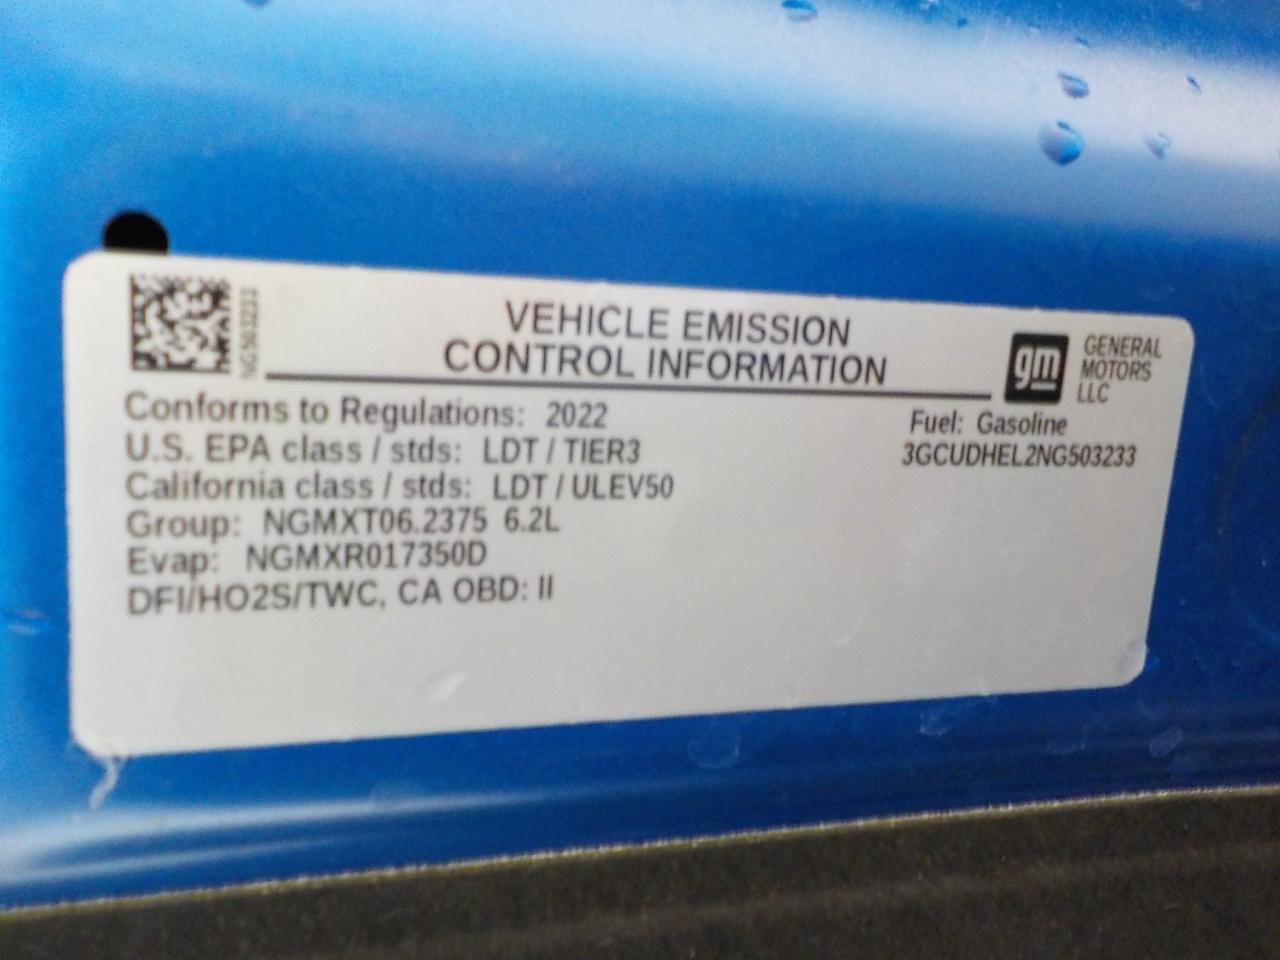 NG503233
VEHICLE EMISSION
CONTROL INFORMATION
gm
GENERAL
MOTORS
LLC
Conforms to Regulations: 2022
Fuel: Gasoline
U.S. EPA class / stds: LDT / TIER3
3GCUDHEL2NG503233
California class / stds: LDT / ULEV50
Group: NGMXT06.2375 6.2L
Evap: NGMXR017350D
DFI/HO2S/TWC, CA OBD: II